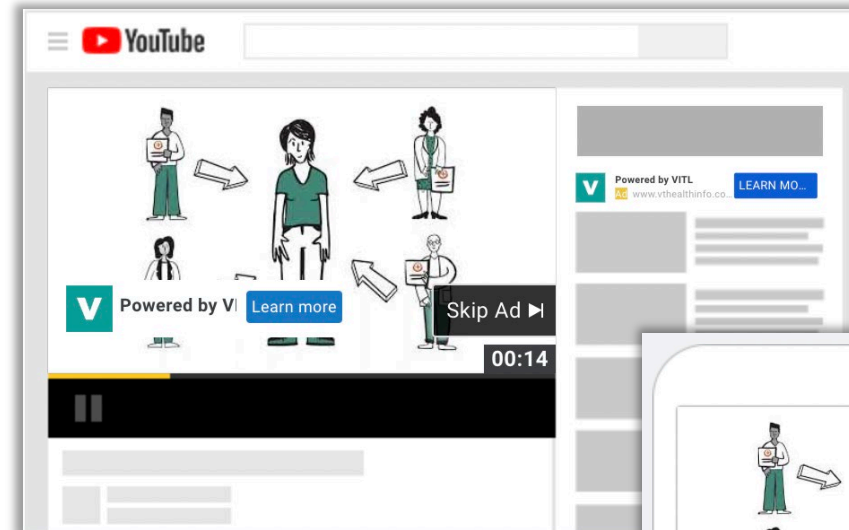 YouTube
V Powered by VI Learn more
Skip Ad
00:14
V Powered by VITL
Ad www.vthealthinfo.co...
LEARN MO...